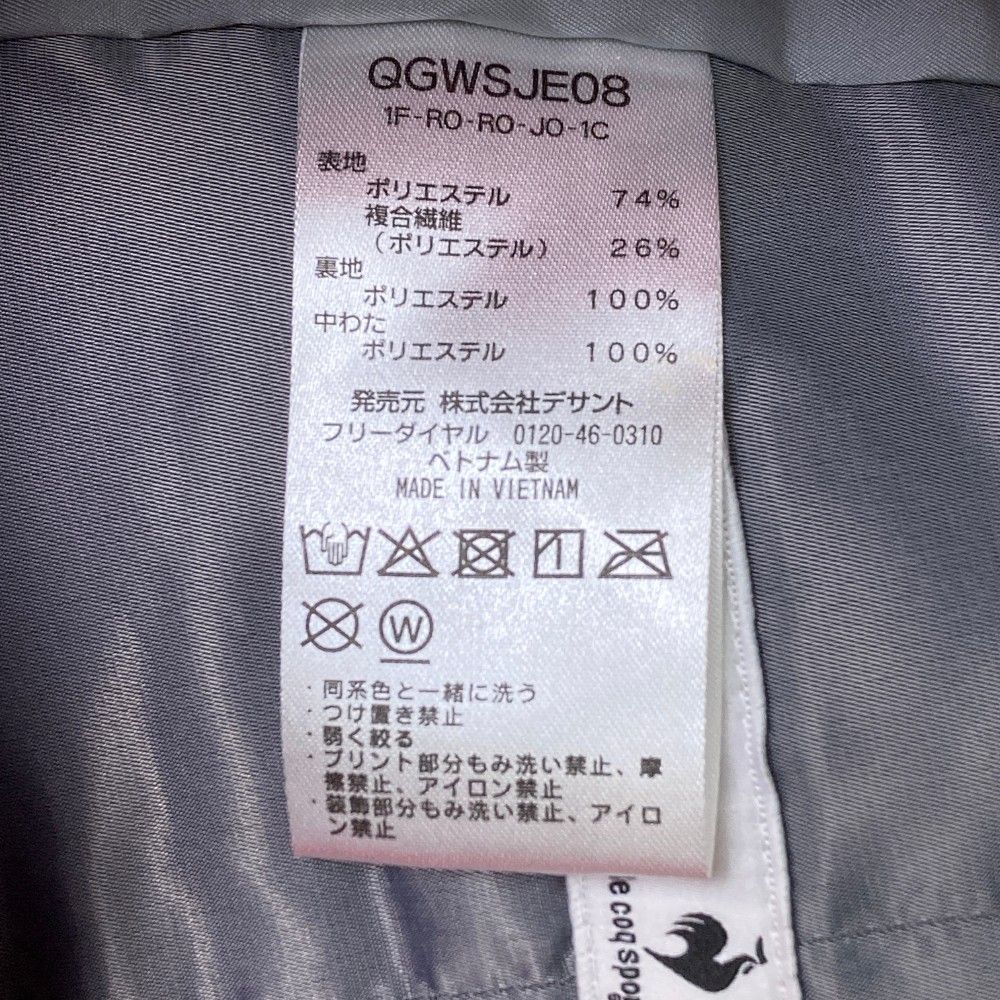 QGWSJE08
1F-RO-RO-JO-1C
表地
ポリエステル 74%
複合繊維
(ポリエステル) 26%
裏地
ポリエステル 100%
中わた
ポリエステル 100%
発売元 株式会社デサント
フリーダイヤル 0120-46-0310
ベトナム製
MADE IN VIETNAM
W
・同系色と一緒に洗う
・つけ置き禁止
・弱く絞る
・プリント部分もみ洗い禁止、摩
擦禁止、アイロン禁止
・装飾部分もみ洗い禁止、アイロ
ン禁止
le coq spor